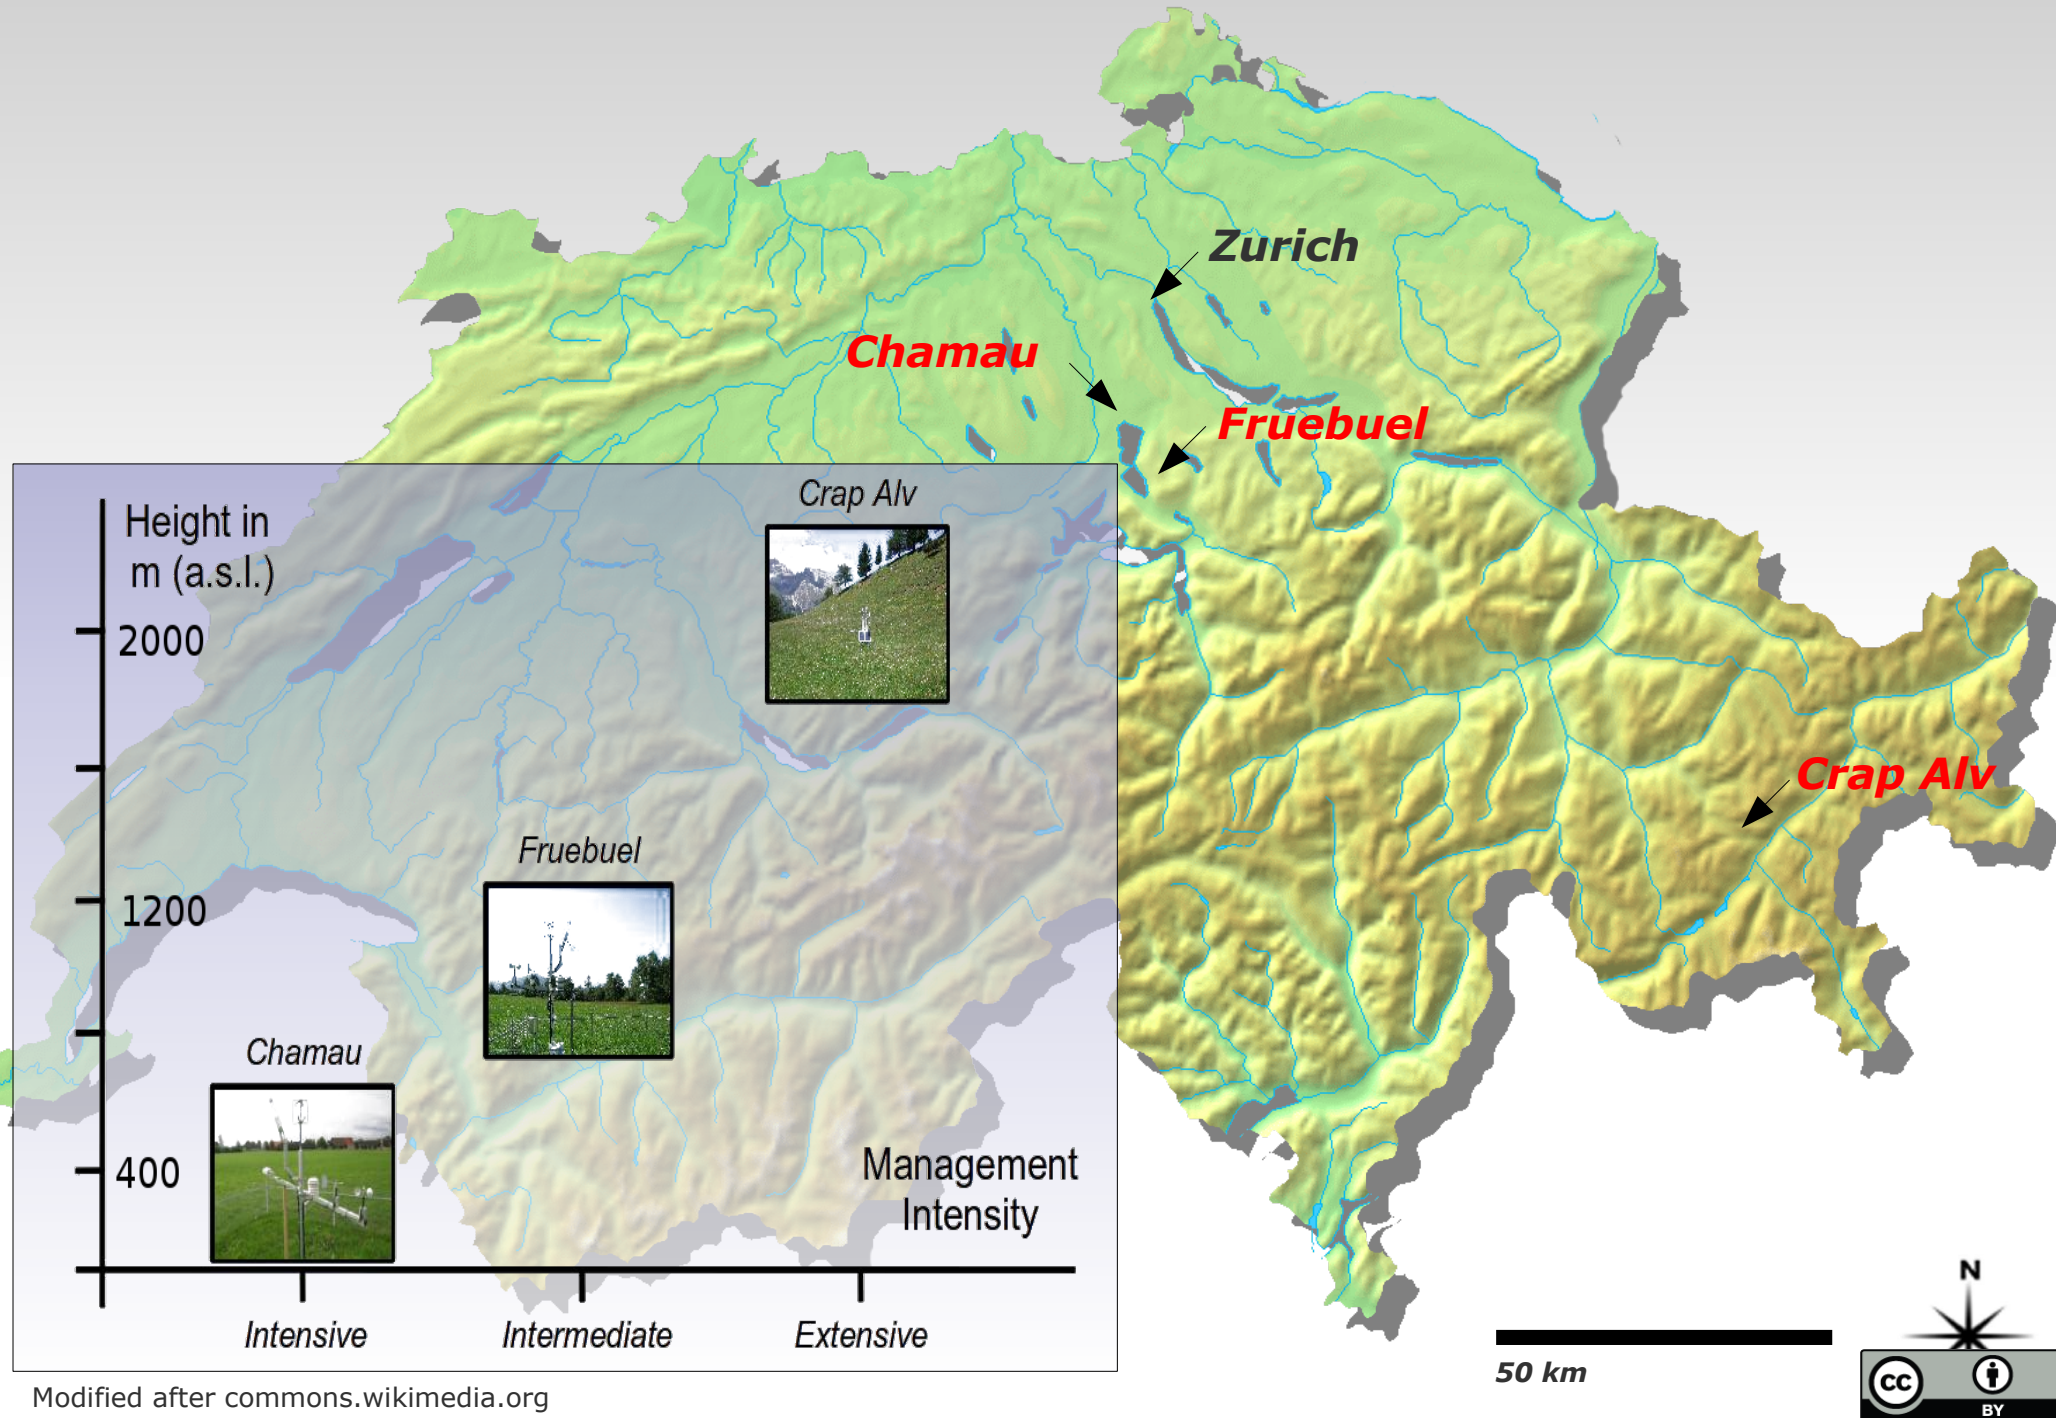 Zurich
Chamau
Fruebuel
Crap Alv
Height in
m (a.s.l.)
2000
Crap Alv
1200
Fruebuel
Chamau
400
Management
Intensity
Intensive
Intermediate
Extensive
50 km
N
Modified after commons.wikimedia.org
cc
BY